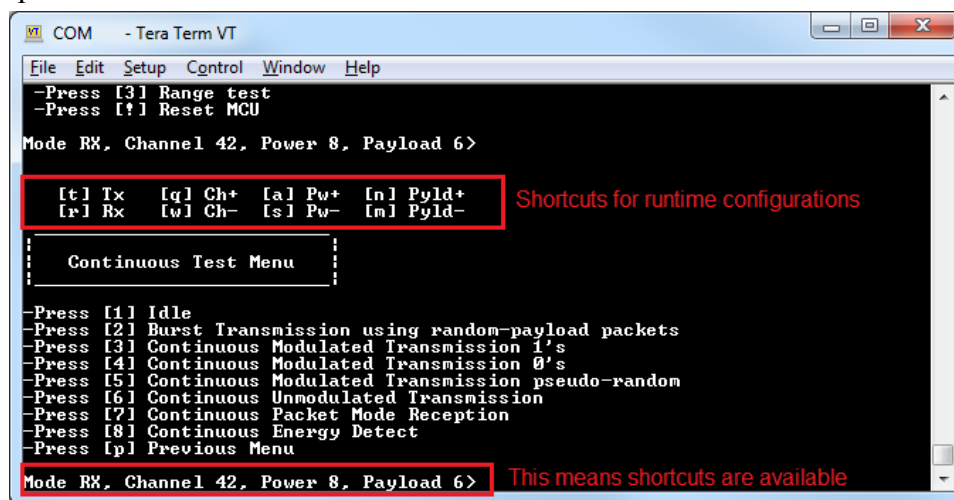 COM - Tera Term VT
File Edit Setup Control Window Help
-Press [3] Range test
-Press [!] Reset MCU
Mode RX, Channel 42, Power 8, Payload 6>
[t] Tx [q] Ch+ [a] Pw+ [n] Pyld+
[r] Rx [w] Ch- [s] Pw- [m] Pyld-
Shortcuts for runtime configurations
Continuous Test Menu
-Press [1] Idle
-Press [2] Burst Transmission using random-payload packets
-Press [3] Continuous Modulated Transmission 1's
-Press [4] Continuous Modulated Transmission 0's
-Press [5] Continuous Modulated Transmission pseudo-random
-Press [6] Continuous Unmodulated Transmission
-Press [7] Continuous Packet Mode Reception
-Press [8] Continuous Energy Detect
-Press [p] Previous Menu
Mode RX, Channel 42, Power 8, Payload 6>
This means shortcuts are available